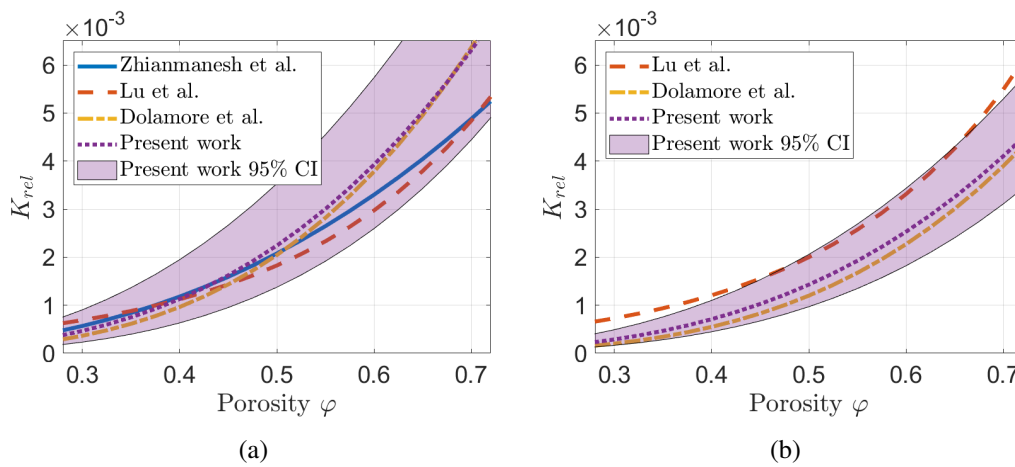 ×10⁻³
6
5
4
3
2
1
0
K_rel
0.3 0.4 0.5 0.6 0.7
Porosity φ
Zhianmanesh et al.
Lu et al.
Dolamore et al.
Present work
Present work 95% CI
(a)
×10⁻³
6
5
4
3
2
1
0
K_rel
0.3 0.4 0.5 0.6 0.7
Porosity φ
Lu et al.
Dolamore et al.
Present work
Present work 95% CI
(b)